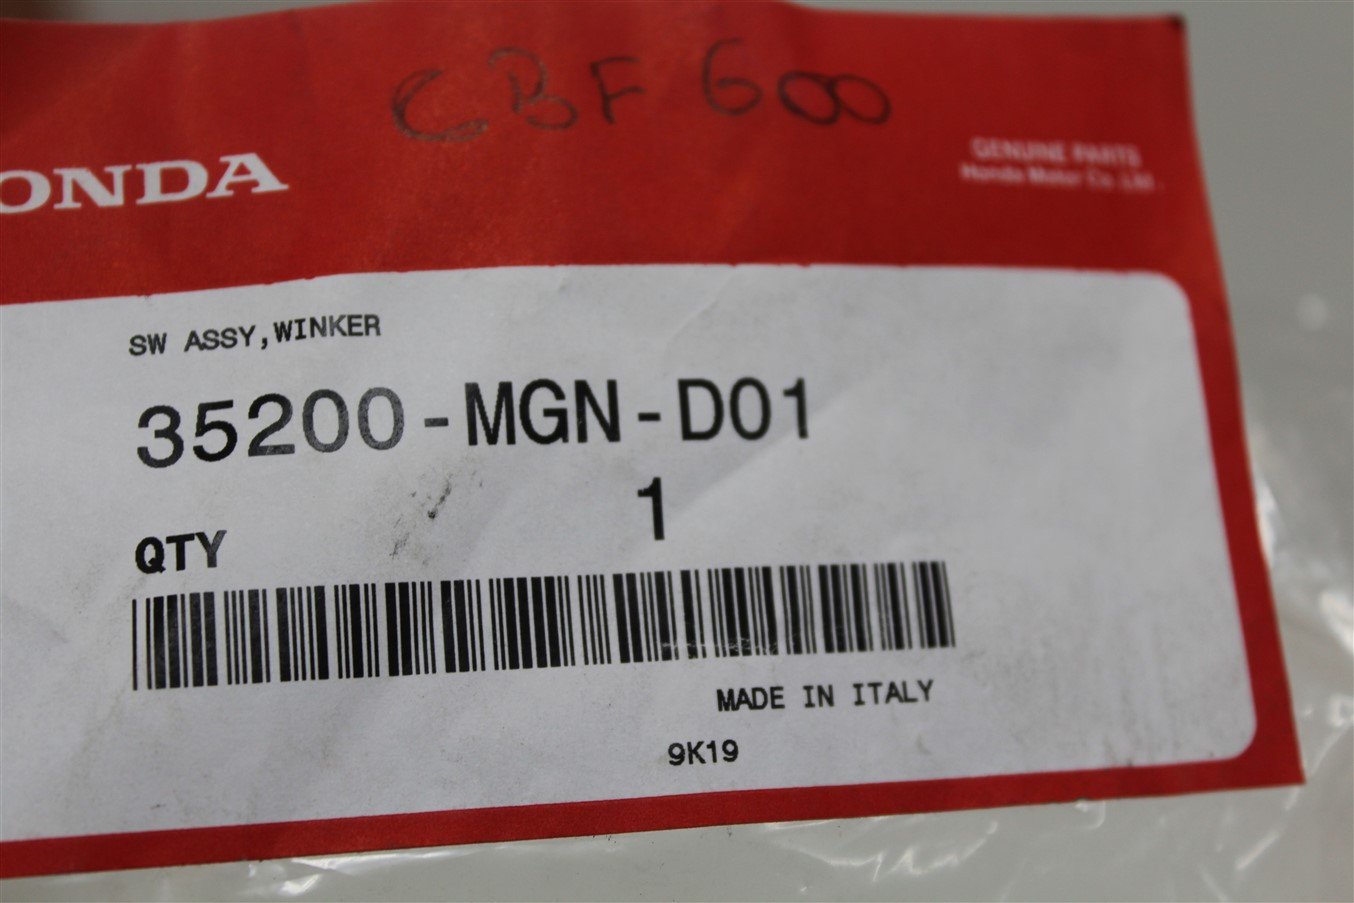 CBF 600
ONDA
GENUINE PARTS
Honda Motor Co.,Ltd.
SW ASSY,WINKER
35200-MGN-D01
QTY 1
MADE IN ITALY
9K19